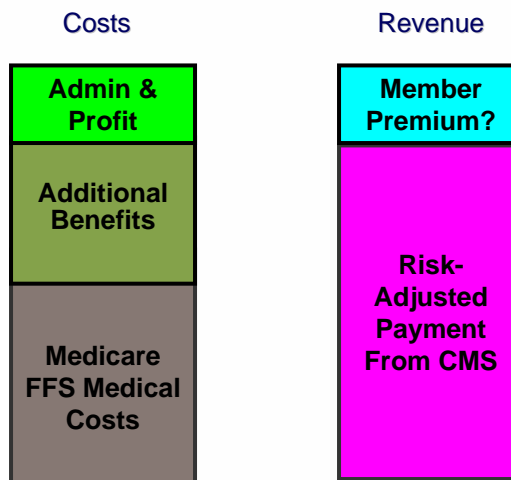 Costs
Revenue
Admin &
Profit
Additional
Benefits
Medicare
FFS Medical
Costs
Member
Premium?
Risk-
Adjusted
Payment
From CMS